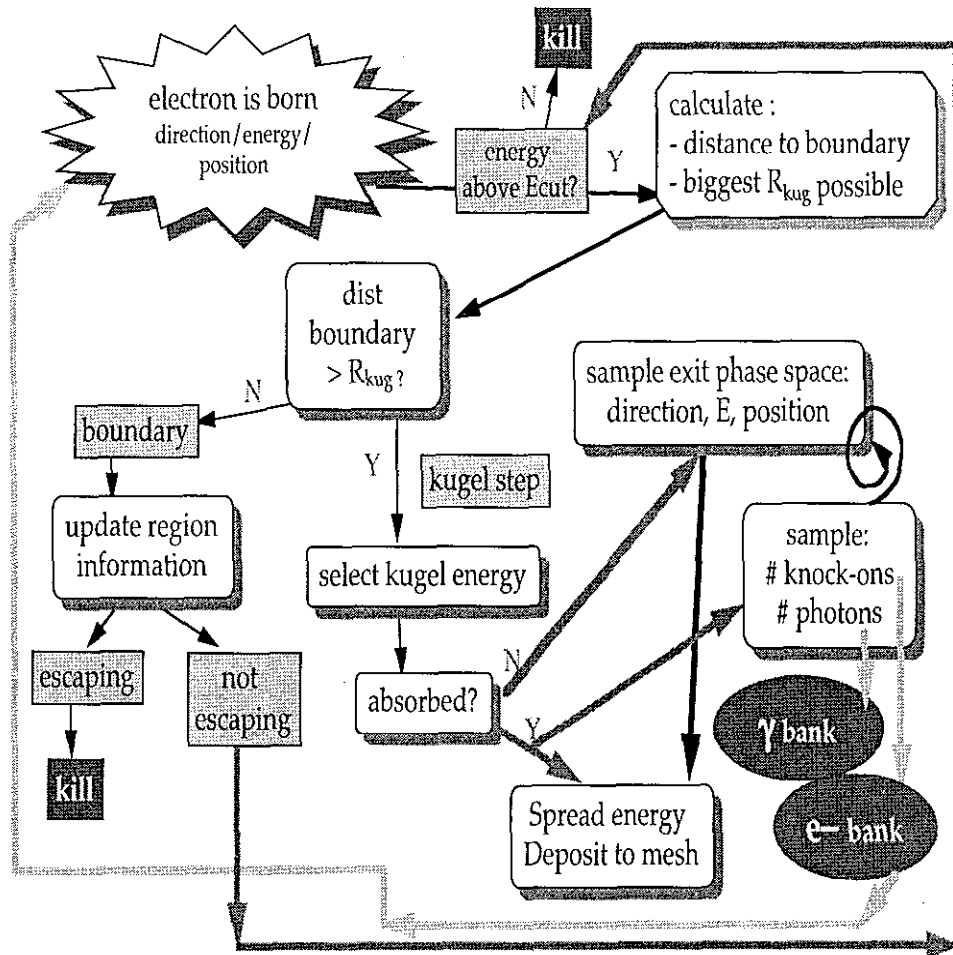 kill
electron is born
direction/energy/
position
N
energy
above Ecut?
Y
calculate :
- distance to boundary
- biggest Rkug possible
dist
boundary
> Rkug ?
N
boundary
Y
kugel step
sample exit phase space:
direction, E, position
update region
information
select kugel energy
sample:
# knock-ons
# photons
escaping
not
escaping
absorbed?
N
Y
γ bank
kill
Spread energy
Deposit to mesh
e– bank